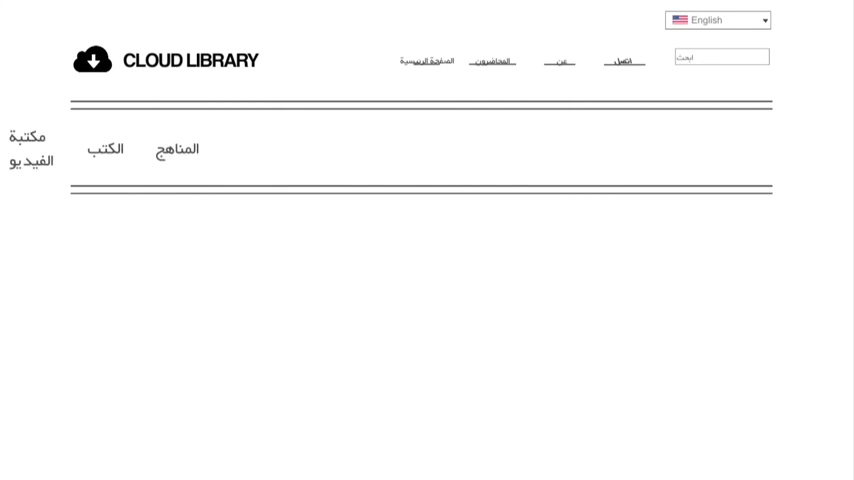 English
CLOUD LIBRARY
الصفحة الرئيسية
المحاضرون
عن
اتصل
ابحث
مكتبة
الفيديو
الكتب
المناهج